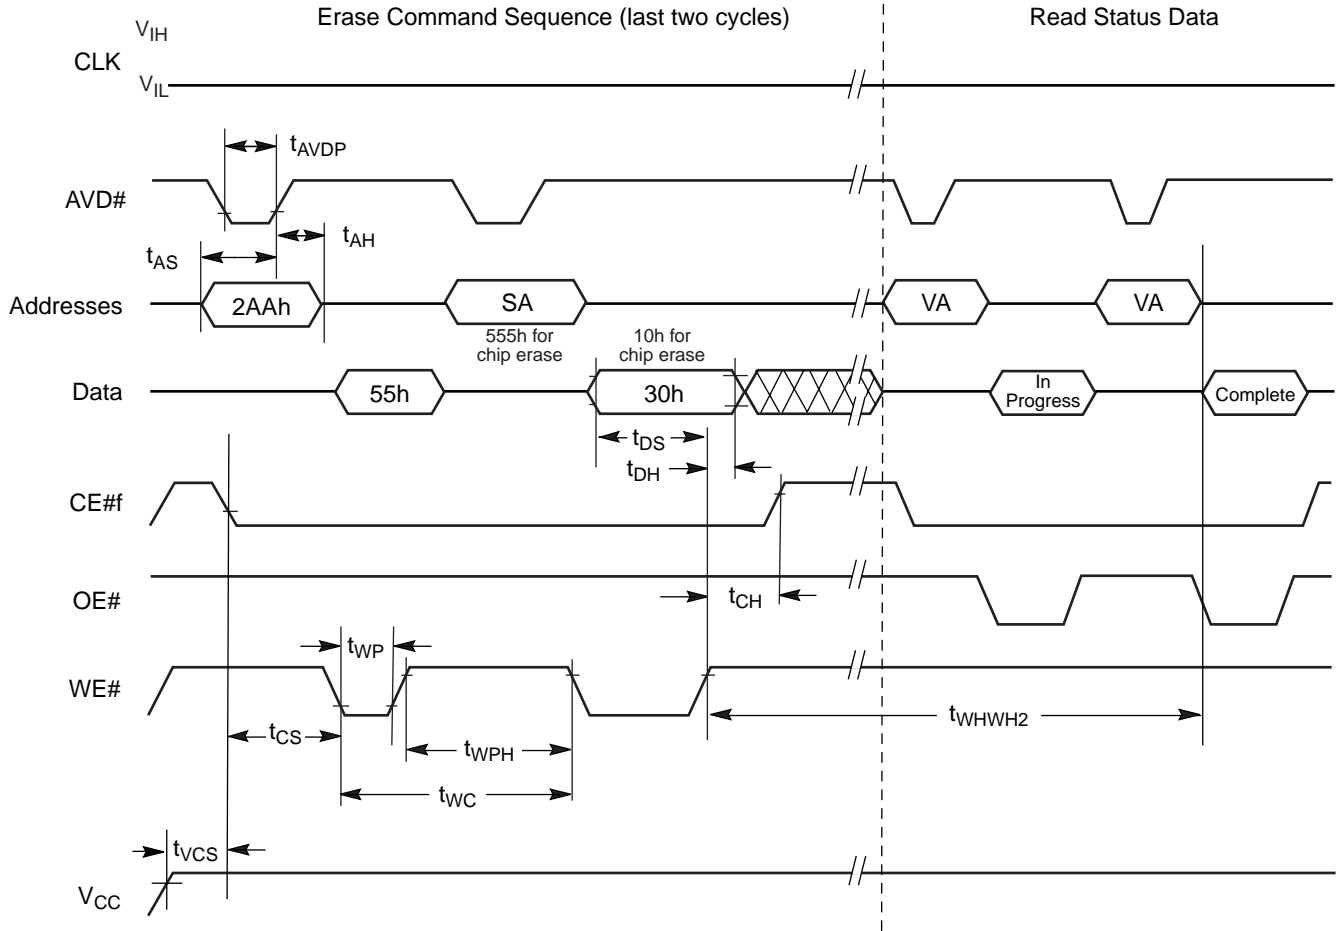 Erase Command Sequence (last two cycles)
Read Status Data
VIH
CLK
VIL
tAVDP
AVD#
tAH
tAS
Addresses
2AAh
SA
VA
VA
555h for
chip erase
10h for
chip erase
Data
55h
30h
In
Progress
Complete
tDS
tDH
CE#f
OE#
tCH
tWP
WE#
tWHWH2
tCS
tWPH
tWC
tVCS
VCC